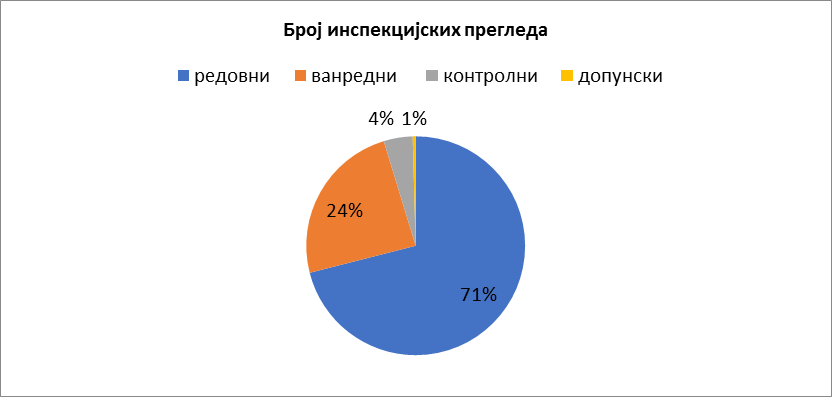 Број инспекцијских прегледа
редовни ванредни контролни допунски
4% 1%
24%
71%